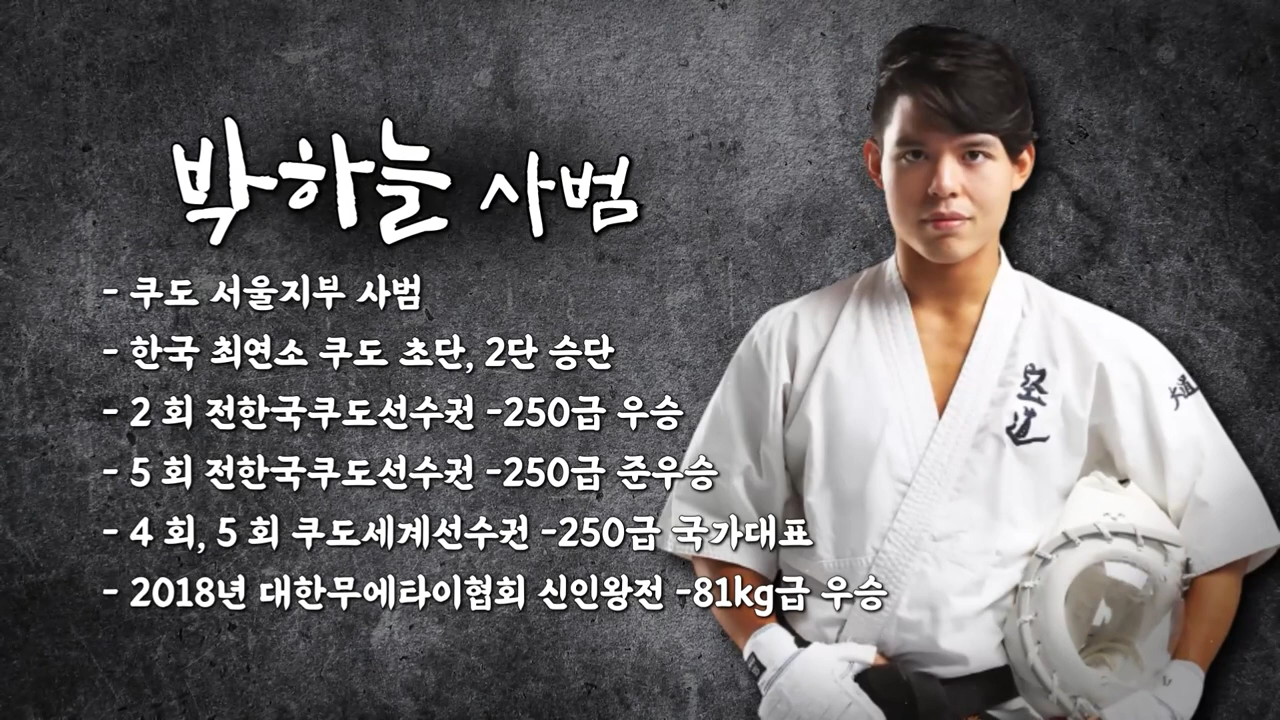 박하늘 사범
- 쿠도 서울지부 사범
- 한국 최연소 쿠도 초단, 2단 승단
- 2 회 전한국쿠도선수권 -250급 우승
- 5 회 전한국쿠도선수권 -250급 준우승
- 4 회, 5 회 쿠도세계선수권 -250급 국가대표
- 2018년 대한무에타이협회 신인왕전 -81kg급 우승
空道